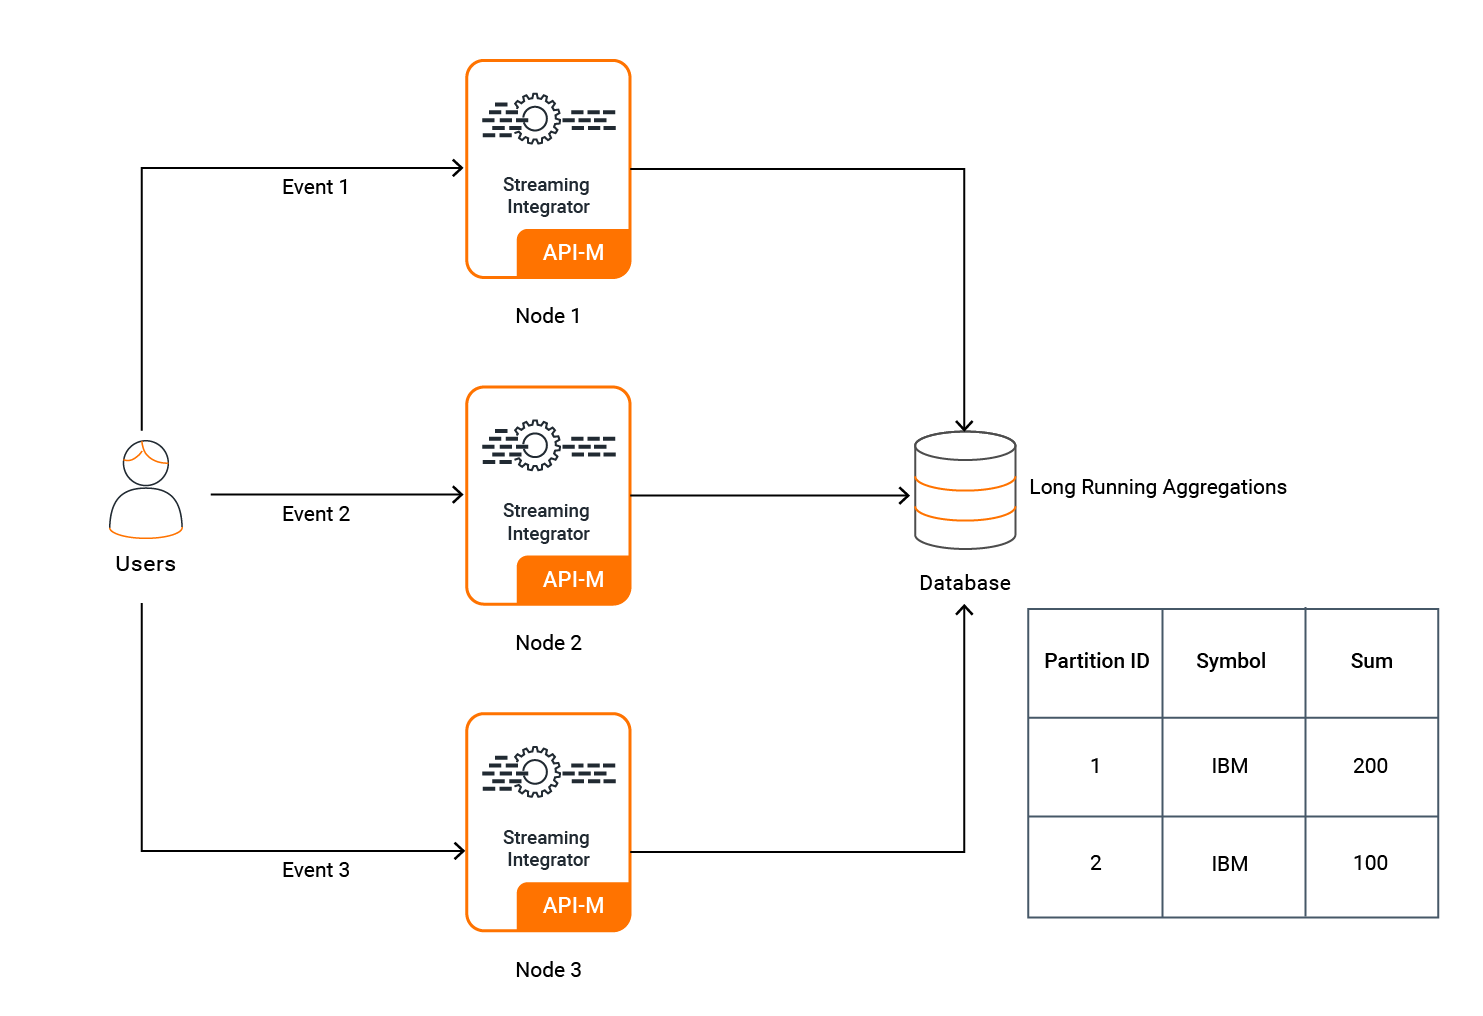 Streaming
Integrator
API-M
Event 1
Node 1
Streaming
Integrator
API-M
Event 2
Node 2
Users
Long Running Aggregations
Database
Partition ID Symbol Sum
1 IBM 200
2 IBM 100
Streaming
Integrator
API-M
Event 3
Node 3